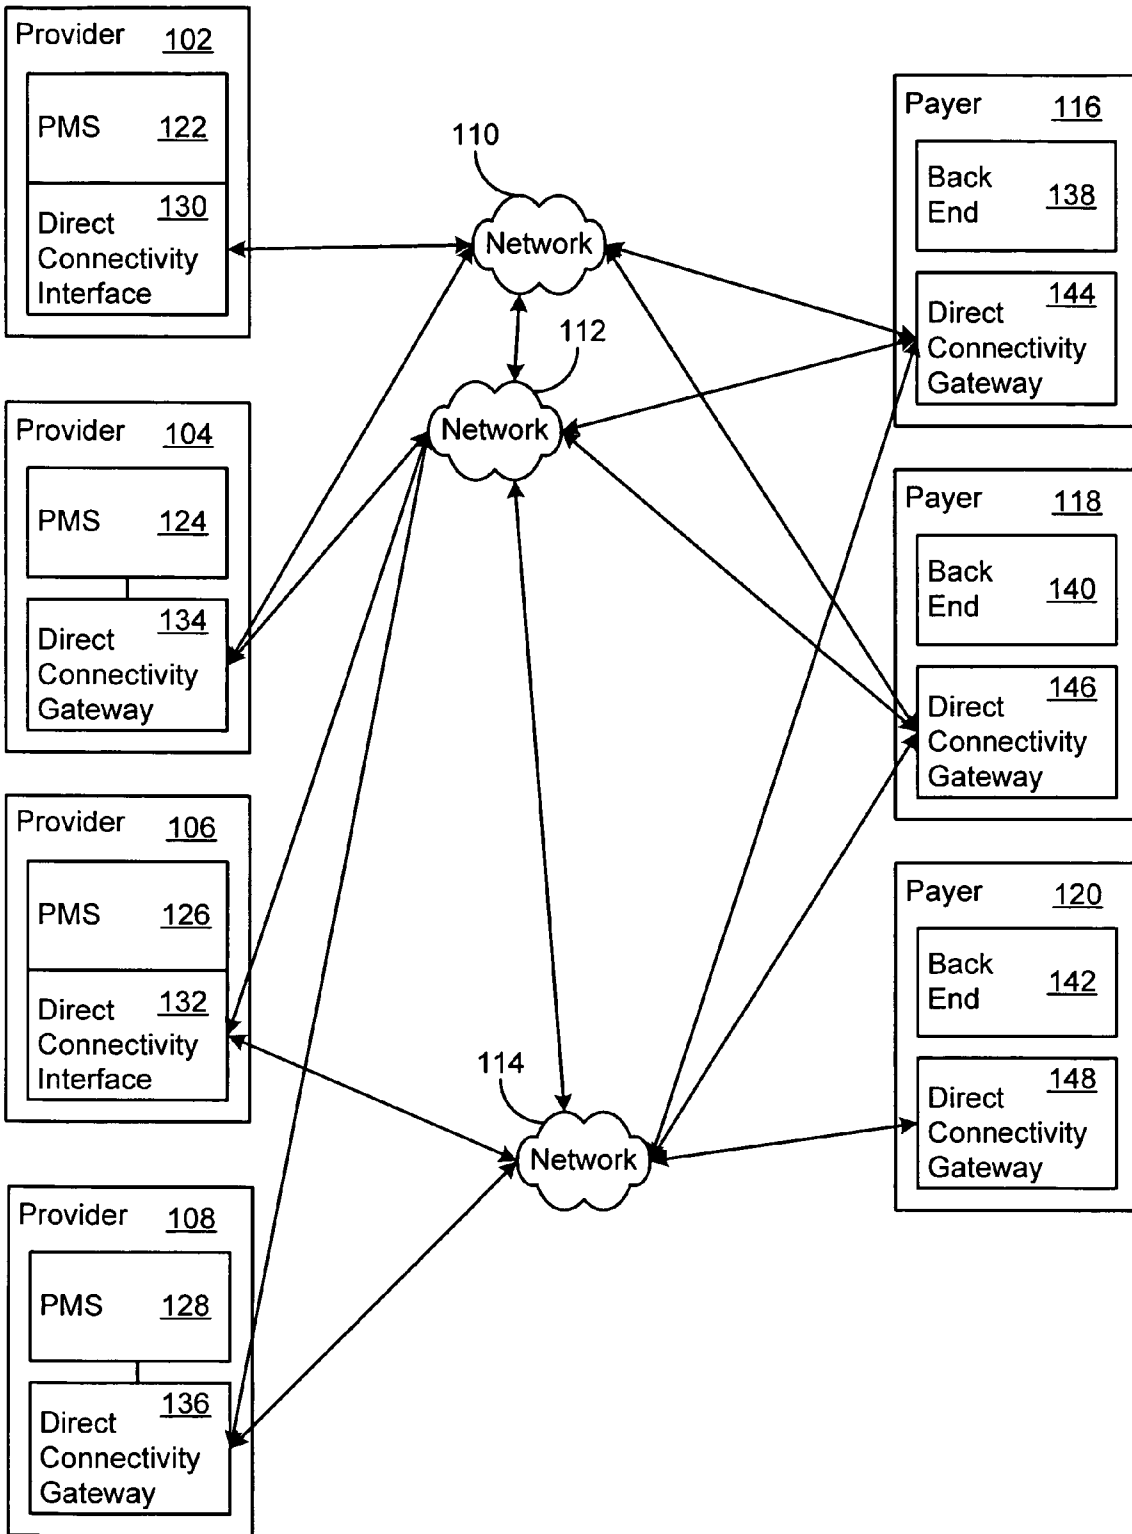 Provider 102
PMS 122
130
Direct
Connectivity
Interface
Provider 104
PMS 124
134
Direct
Connectivity
Gateway
Provider 106
PMS 126
132
Direct
Connectivity
Interface
Provider 108
PMS 128
136
Direct
Connectivity
Gateway
110
Network
112
Network
114
Network
Payer 116
Back
End 138
144
Direct
Connectivity
Gateway
Payer 118
Back
End 140
146
Direct
Connectivity
Gateway
Payer 120
Back
End 142
148
Direct
Connectivity
Gateway